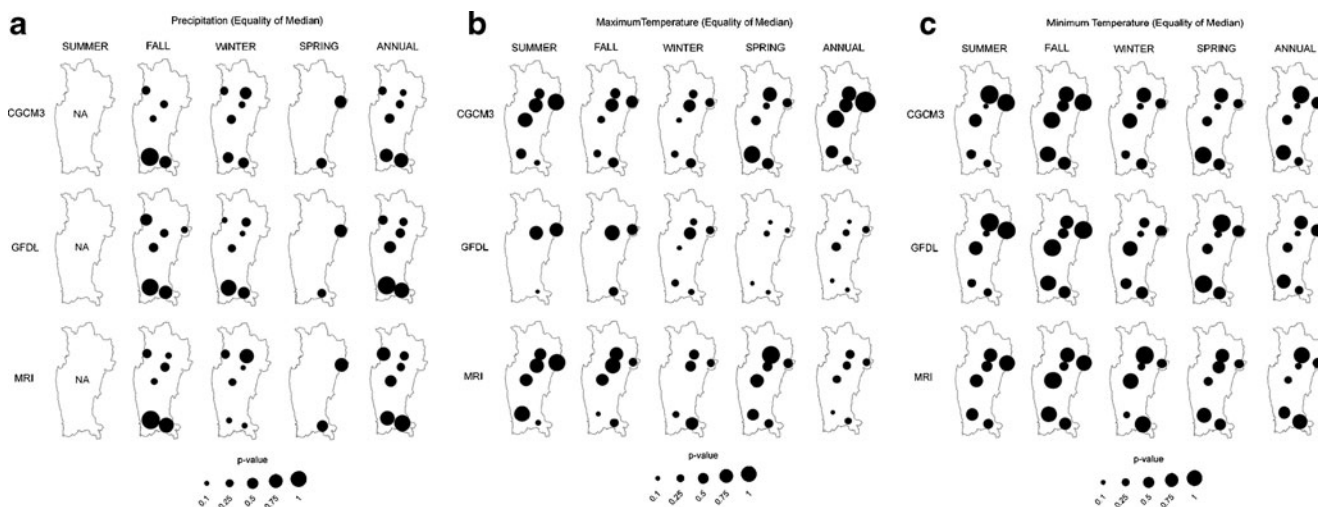 a
Precipitation (Equality of Median)
SUMMER FALL WINTER SPRING ANNUAL
CGCM3 NA
GFDL NA
MRI NA
p-value
0.1 0.25 0.5 0.75 1
b
Maximum Temperature (Equality of Median)
SUMMER FALL WINTER SPRING ANNUAL
CGCM3
GFDL
MRI
p-value
0.1 0.25 0.5 0.75 1
c
Minimum Temperature (Equality of Median)
SUMMER FALL WINTER SPRING ANNUAL
CGCM3
GFDL
MRI
p-value
0.1 0.25 0.5 0.75 1